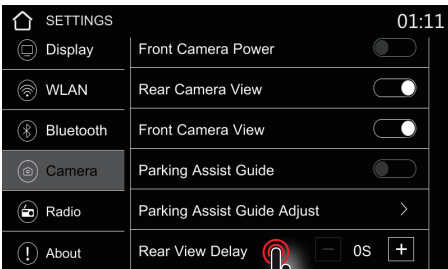 SETTINGS 01:11
Display
Front Camera Power
WLAN
Rear Camera View
Bluetooth
Front Camera View
Camera
Parking Assist Guide
Radio
Parking Assist Guide Adjust
About
Rear View Delay − 0S +